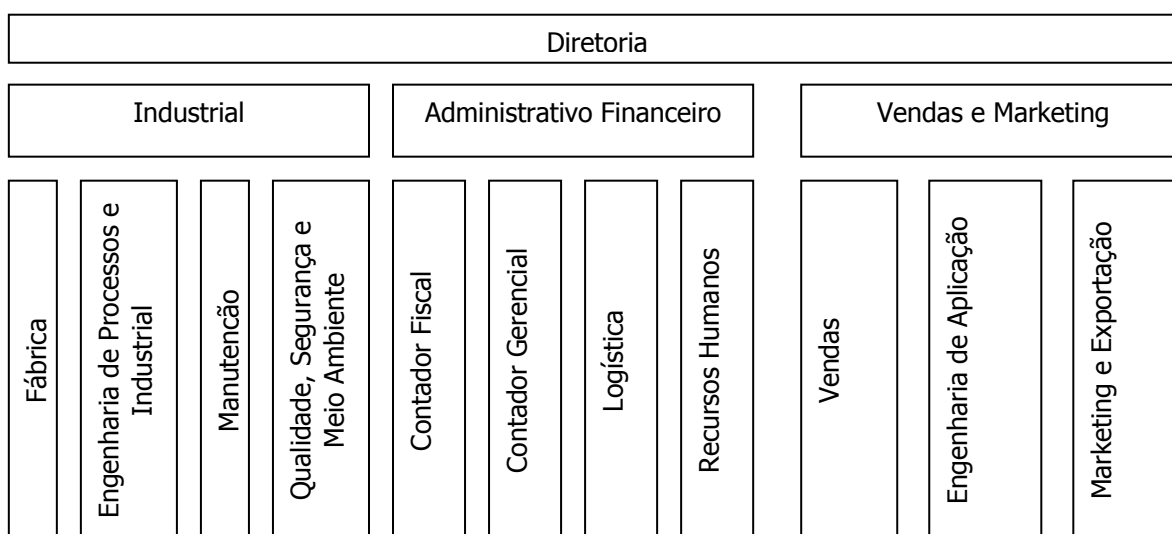 Diretoria
Industrial
Administrativo Financeiro
Vendas e Marketing
Fábrica
Engenharia de Processos e
Industrial
Manutencão
Qualidade, Segurança e
Meio Ambiente
Contador Fiscal
Contador Gerencial
Logística
Recursos Humanos
Vendas
Engenharia de Aplicação
Marketing e Exportação